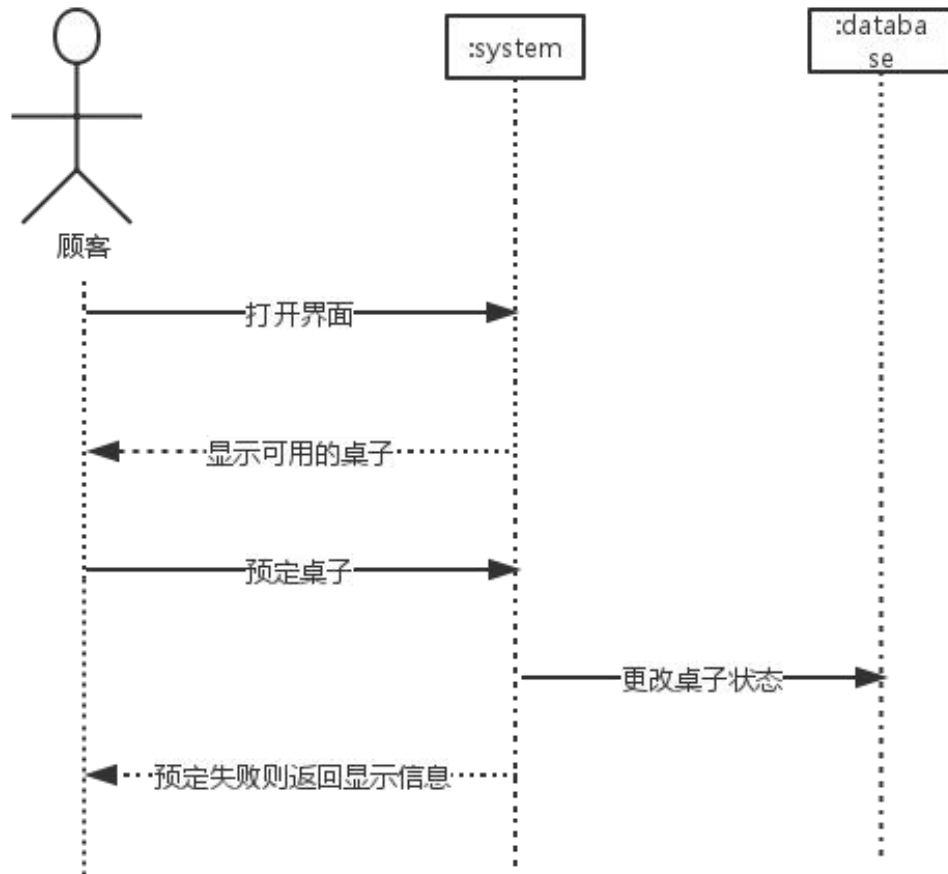 :system
:databa
se
顾客
打开界面
显示可用的桌子
预定桌子
更改桌子状态
预定失败则返回显示信息